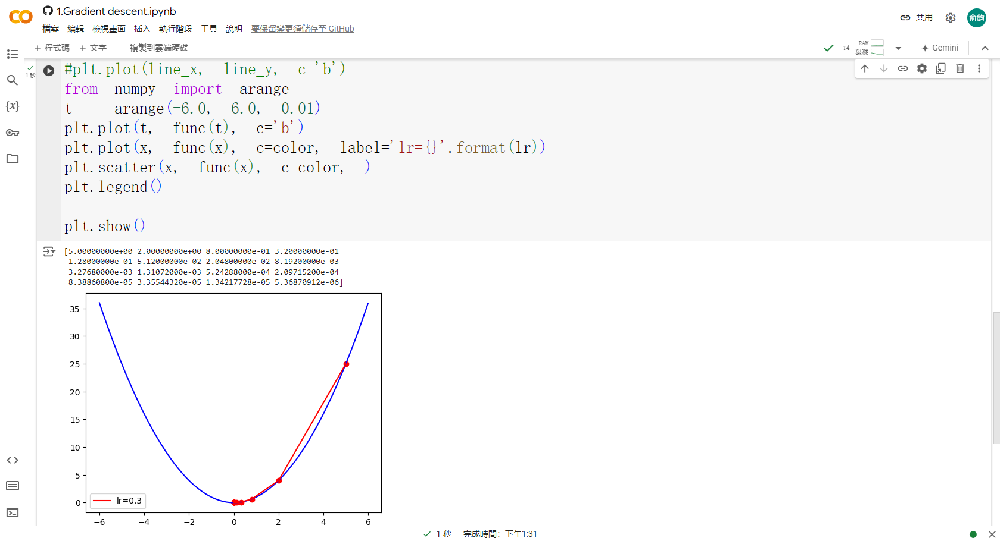 1.Gradient descent.ipynb
檔案 編輯 檢視畫面 插入 執行階段 工具 說明 要保留變更須儲存至 GitHub
共用
俞鈞
+ 程式碼 + 文字 複製到雲端硬碟
T4 RAM 磁碟 Gemini
1 秒
#plt.plot(line_x, line_y, c='b')
from numpy import arange
t = arange(-6.0, 6.0, 0.01)
plt.plot(t, func(t), c='b')
plt.plot(x, func(x), c=color, label='lr={}'.format(lr))
plt.scatter(x, func(x), c=color, )
plt.legend()
plt.show()
[5.00000000e+00 2.00000000e+00 8.00000000e-01 3.20000000e-01
1.28000000e-01 5.12000000e-02 2.04800000e-02 8.19200000e-03
3.27680000e-03 1.31072000e-03 5.24288000e-04 2.09715200e-04
8.38860800e-05 3.35544320e-05 1.34217728e-05 5.36870912e-06]
35
30
25
20
15
10
5
0
lr=0.3
−6 −4 −2 0 2 4 6
1 秒 完成時間：下午1:31